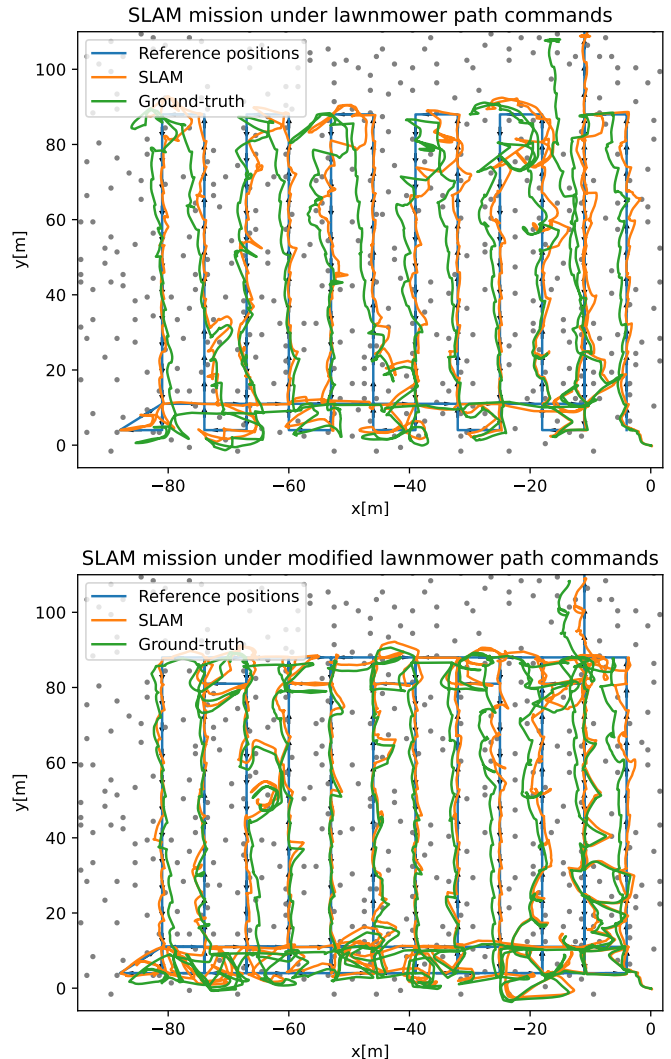 SLAM mission under lawnmower path commands
Reference positions
SLAM
Ground-truth
100
80
60
40
20
0
y[m]
−80 −60 −40 −20 0
x[m]
SLAM mission under modified lawnmower path commands
Reference positions
SLAM
Ground-truth
100
80
60
40
20
0
y[m]
−80 −60 −40 −20 0
x[m]